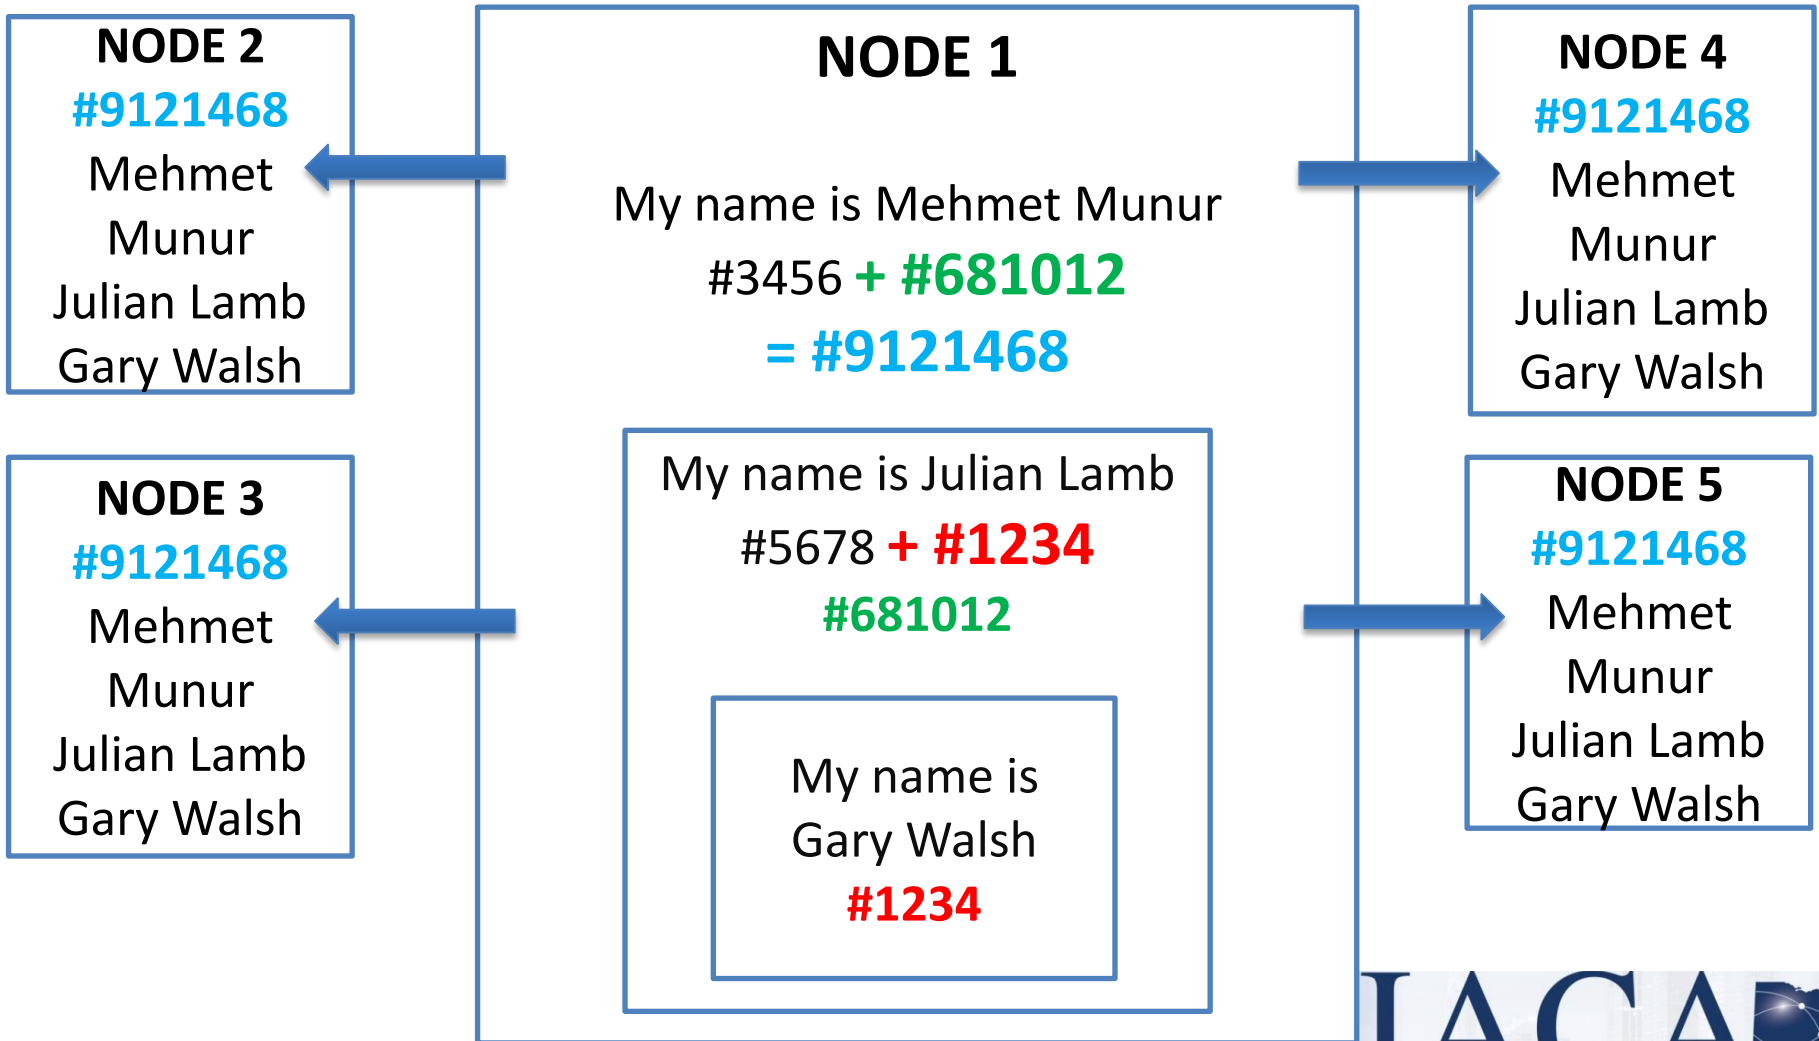 NODE 2
#9121468
Mehmet
Munur
Julian Lamb
Gary Walsh
NODE 3
#9121468
Mehmet
Munur
Julian Lamb
Gary Walsh
NODE 1
My name is Mehmet Munur
#3456 + #681012
= #9121468
My name is Julian Lamb
#5678 + #1234
#681012
My name is
Gary Walsh
#1234
NODE 4
#9121468
Mehmet
Munur
Julian Lamb
Gary Walsh
NODE 5
#9121468
Mehmet
Munur
Julian Lamb
Gary Walsh
IACA